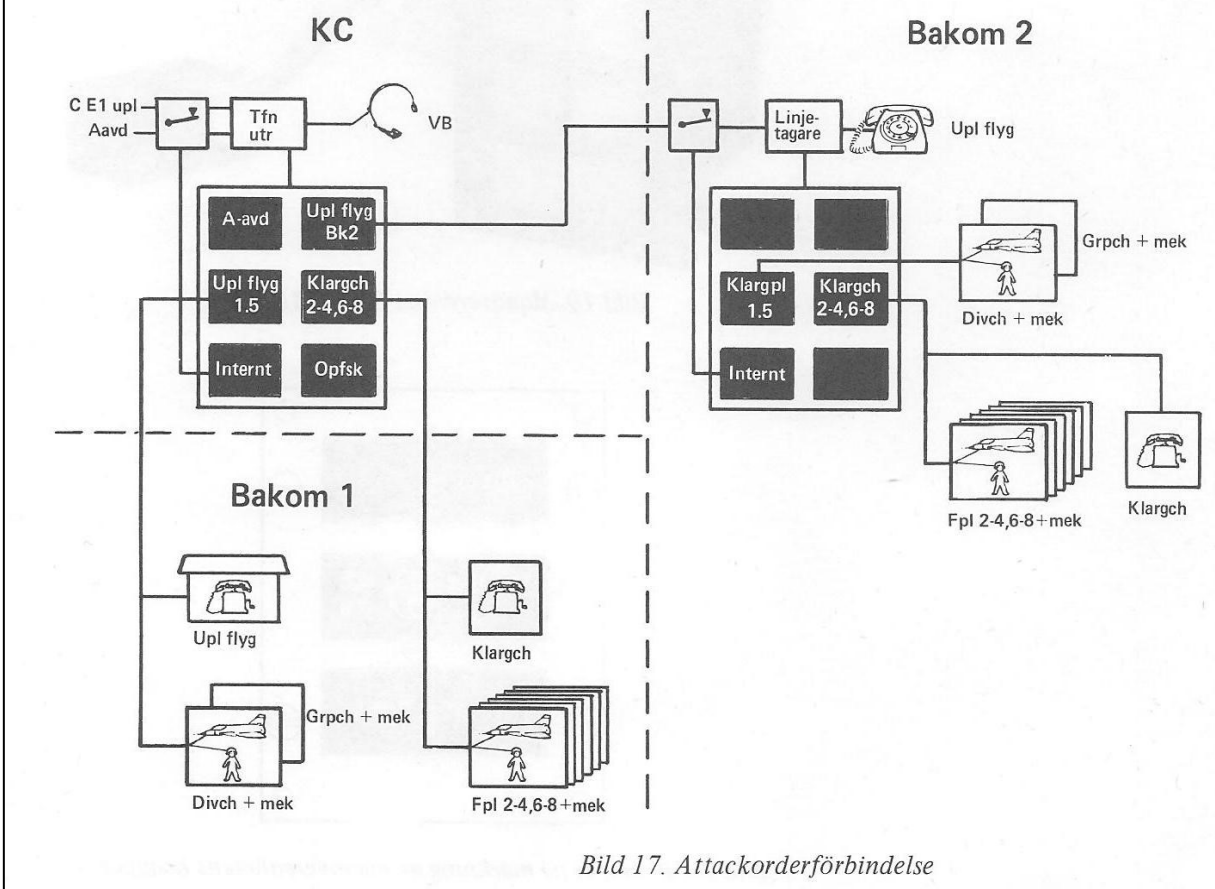 KC
C E1 upl
Aavd
Tfn
utr
VB
A-avd
Upl flyg
Bk2
Upl flyg
1.5
Klargch
2-4,6-8
Internt
Opfsk
Bakom 2
Linje-
tagare
Upl flyg
Klargpl
1.5
Klargch
2-4,6-8
Internt
Grpch + mek
Divch + mek
Fpl 2-4,6-8+mek
Klargch
Bakom 1
Upl flyg
Klargch
Grpch + mek
Divch + mek
Fpl 2-4,6-8+mek
Bild 17. Attackorderförbindelse